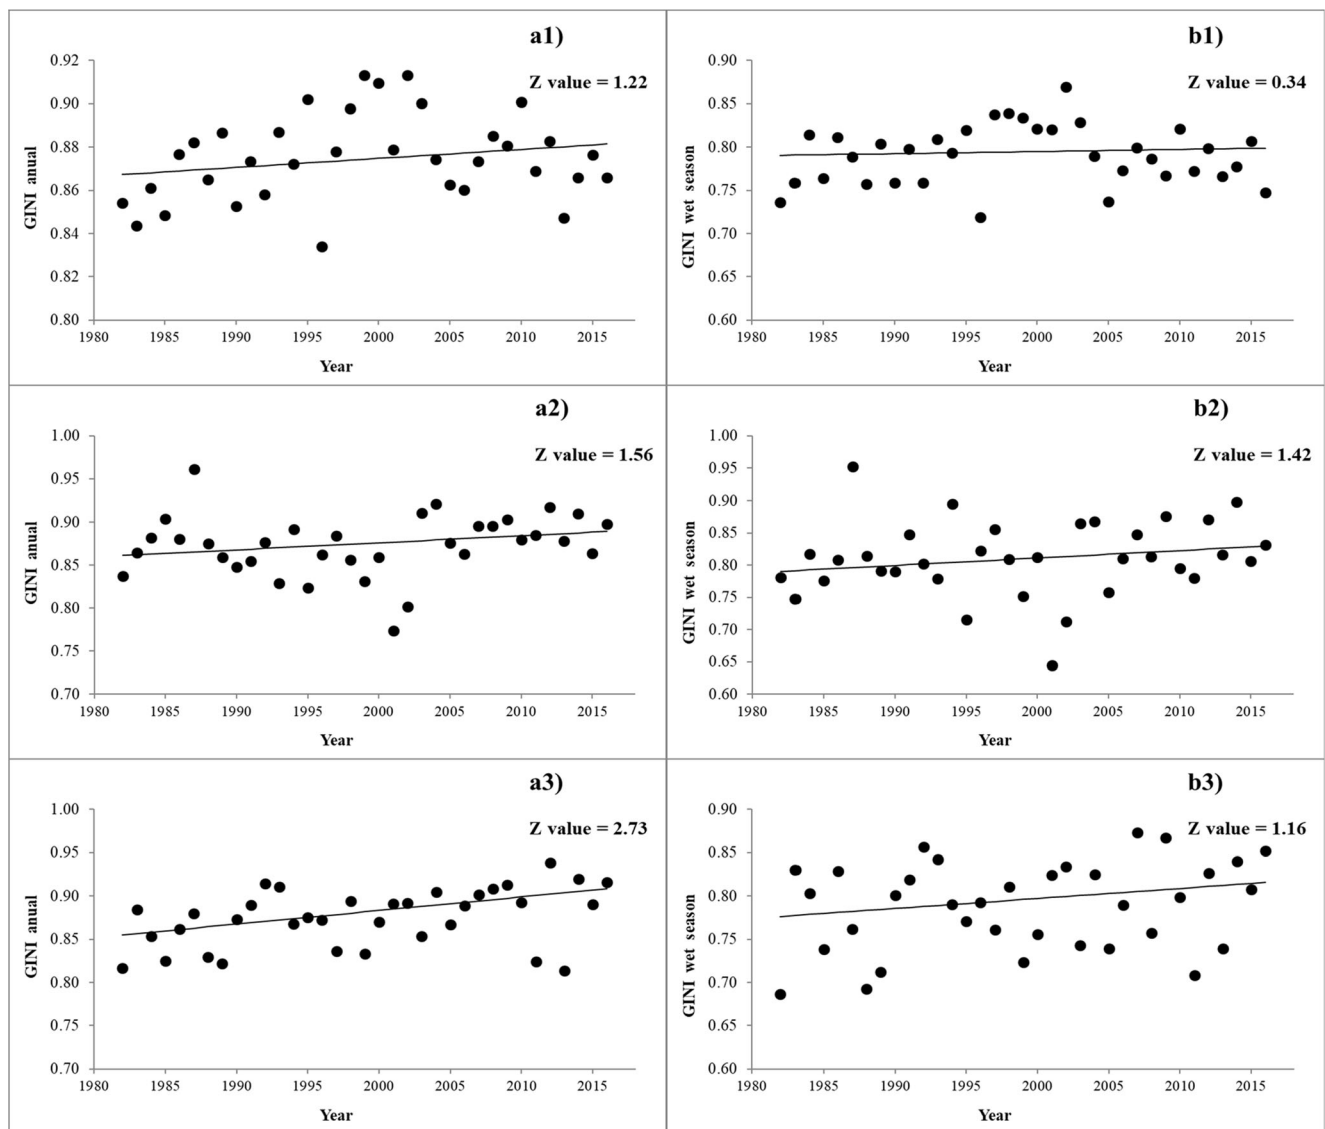 a1)
Z value = 1.22
GINI anual
0.92
0.90
0.88
0.86
0.84
0.82
0.80
1980 1985 1990 1995 2000 2005 2010 2015
Year
b1)
Z value = 0.34
GINI wet season
0.90
0.85
0.80
0.75
0.70
0.65
0.60
1980 1985 1990 1995 2000 2005 2010 2015
Year
a2)
Z value = 1.56
GINI anual
1.00
0.95
0.90
0.85
0.80
0.75
0.70
1980 1985 1990 1995 2000 2005 2010 2015
Year
b2)
Z value = 1.42
GINI wet season
1.00
0.95
0.90
0.85
0.80
0.75
0.70
0.65
0.60
1980 1985 1990 1995 2000 2005 2010 2015
Year
a3)
Z value = 2.73
GINI anual
1.00
0.95
0.90
0.85
0.80
0.75
0.70
1980 1985 1990 1995 2000 2005 2010 2015
Year
b3)
Z value = 1.16
GINI wet season
0.90
0.85
0.80
0.75
0.70
0.65
0.60
1980 1985 1990 1995 2000 2005 2010 2015
Year